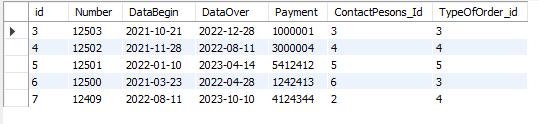 id Number DataBegin DataOver Payment ContactPesons_Id TypeOfOrder_id
3 12503 2021-10-21 2022-12-28 1000001 3 3
4 12502 2021-11-28 2022-08-11 3000004 4 4
5 12501 2022-01-10 2023-04-14 5412412 5 5
6 12500 2021-03-23 2022-04-28 1242413 6 3
7 12409 2022-08-11 2023-10-10 4124344 2 4